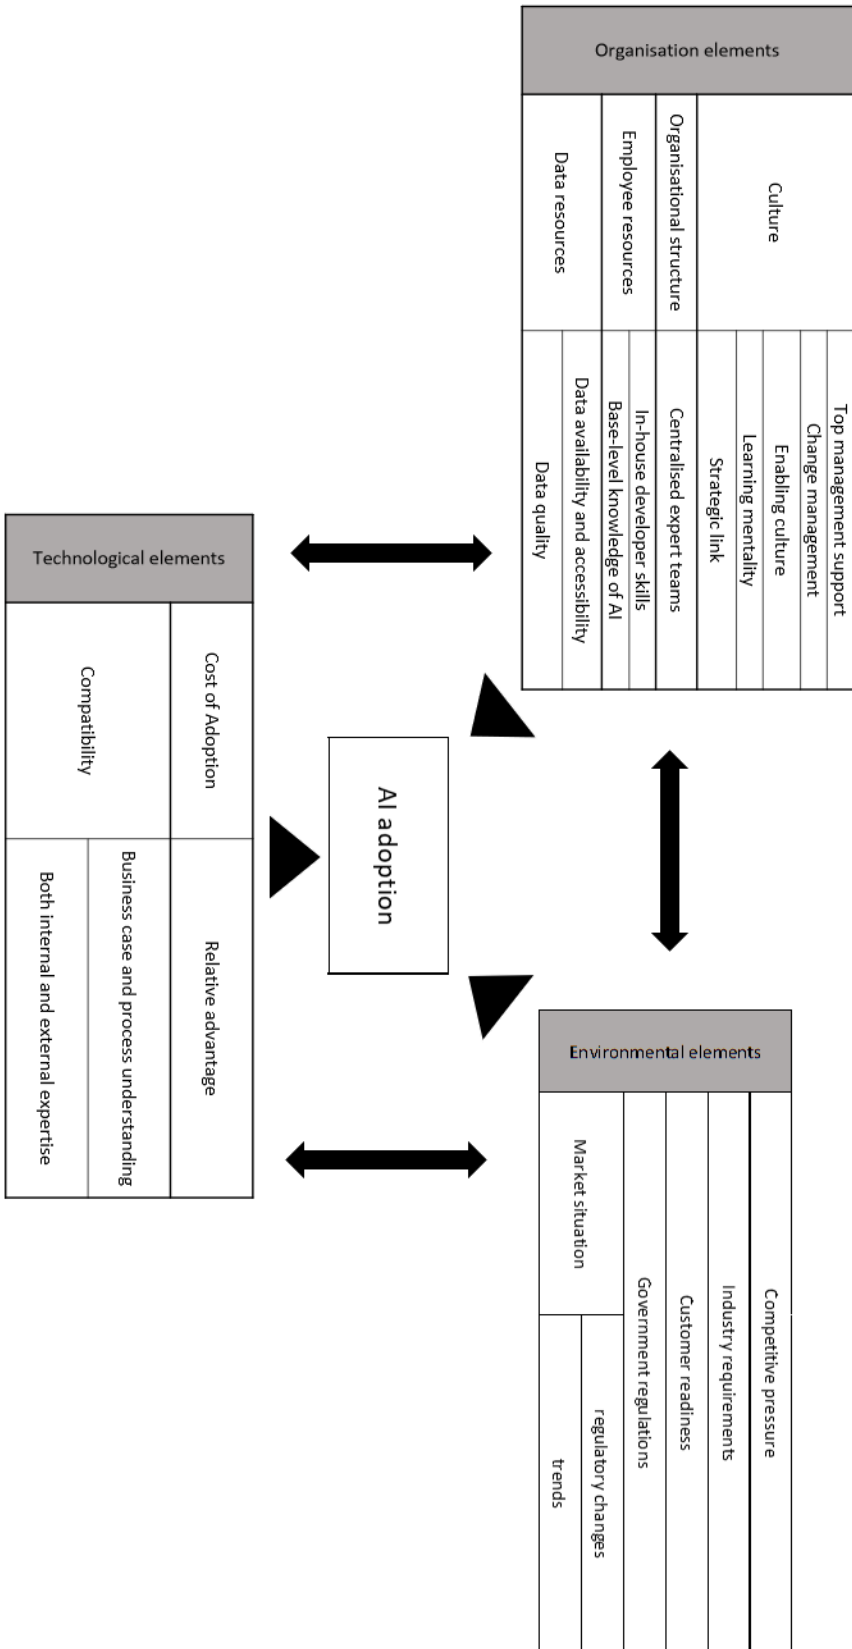 Organisation elements
Culture
Top management support
Change management
Enabling culture
Learning mentality
Strategic link
Organisational structure
Centralised expert teams
Employee resources
In-house developer skills
Base-level knowledge of AI
Data resources
Data availability and accessibility
Data quality
Environmental elements
Competitive pressure
Industry requirements
Customer readiness
Government regulations
Market situation
regulatory changes
trends
AI adoption
Technological elements
Cost of Adoption
Relative advantage
Compatibility
Business case and process understanding
Both internal and external expertise